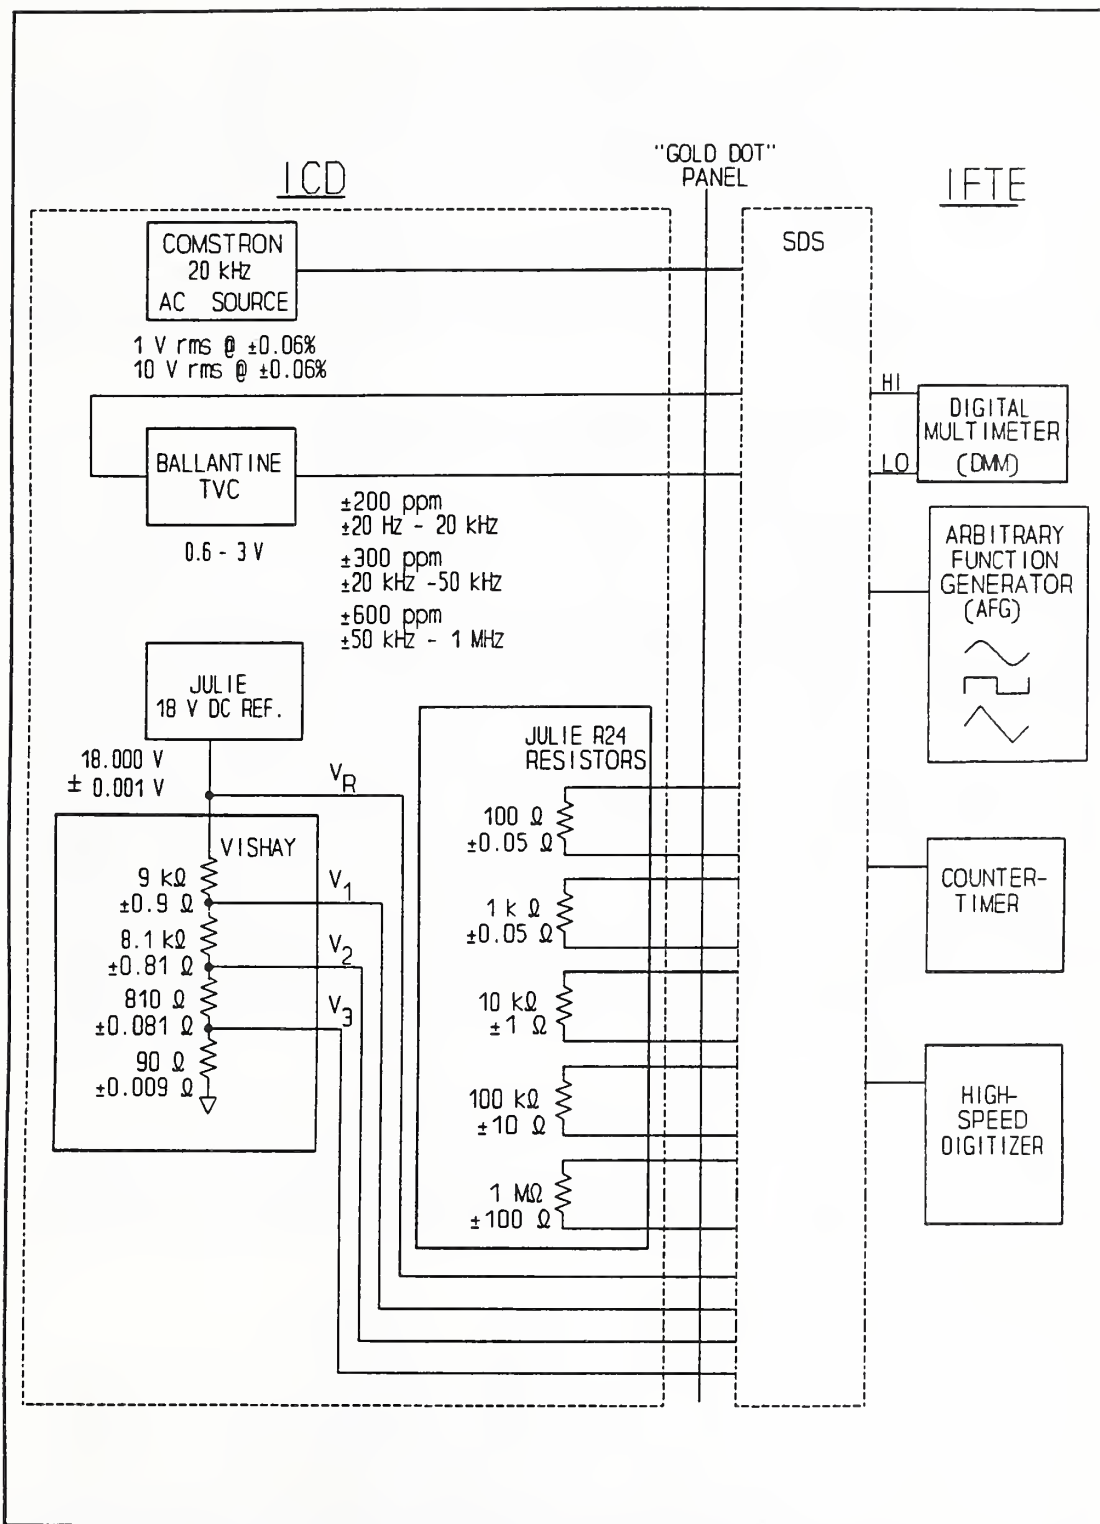 ICD
"GOLD DOT"
PANEL
IFTE
COMSTRON
20 kHz
AC SOURCE
1 V rms @ ±0.06%
10 V rms @ ±0.06%
SDS
BALLANTINE
TVC
0.6 - 3 V
±200 ppm
±20 Hz - 20 kHz
±300 ppm
±20 kHz -50 kHz
±600 ppm
±50 kHz - 1 MHz
HI
LO
DIGITAL
MULTIMETER
(DMM)
ARBITRARY
FUNCTION
GENERATOR
(AFG)
JULIE
18 V DC REF.
18.000 V
± 0.001 V
VR
VISHAY
9 kΩ
±0.9 Ω
V1
8.1 kΩ
±0.81 Ω
V2
810 Ω
±0.081 Ω
V3
90 Ω
±0.009 Ω
JULIE R24
RESISTORS
100 Ω
±0.05 Ω
1 k Ω
±0.05 Ω
10 kΩ
±1 Ω
100 kΩ
±10 Ω
1 MΩ
±100 Ω
COUNTER-
TIMER
HIGH-
SPEED
DIGITIZER